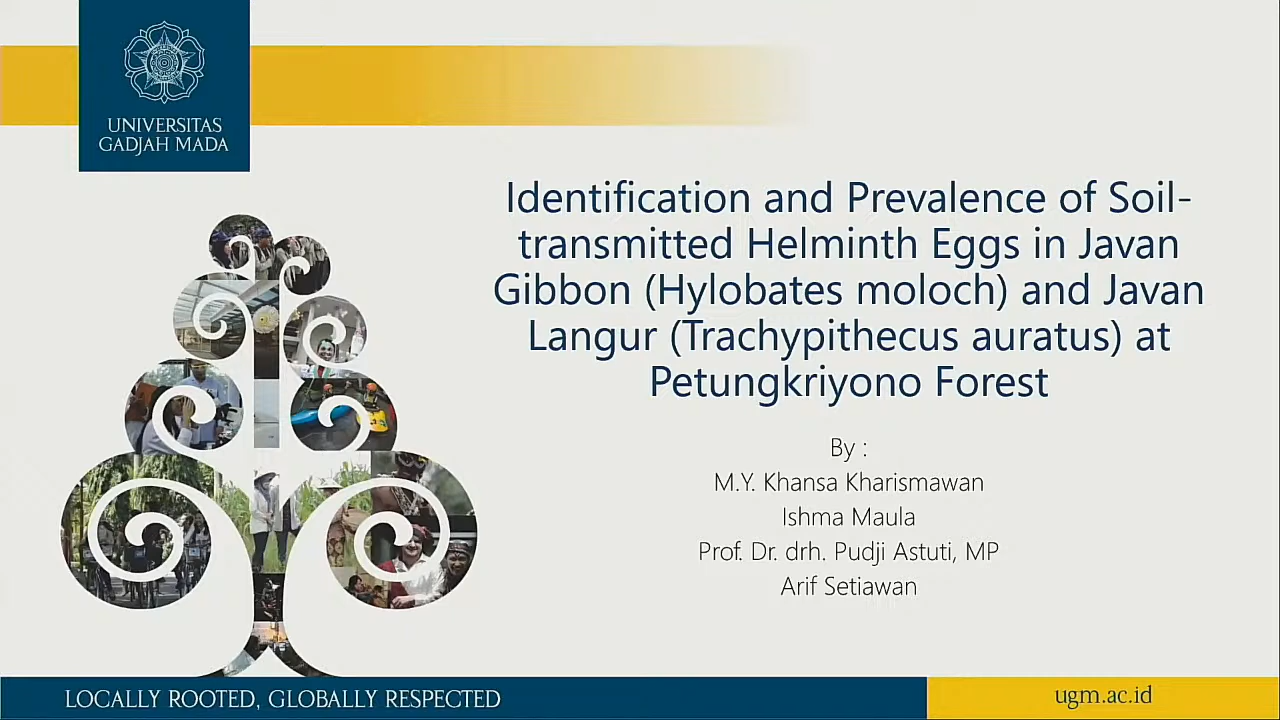 UNIVERSITAS
GADJAH MADA
Identification and Prevalence of Soil-
transmitted Helminth Eggs in Javan
Gibbon (Hylobates moloch) and Javan
Langur (Trachypithecus auratus) at
Petungkriyono Forest
By :
M.Y. Khansa Kharismawan
Ishma Maula
Prof. Dr. drh. Pudji Astuti, MP
Arif Setiawan
LOCALLY ROOTED, GLOBALLY RESPECTED
ugm.ac.id